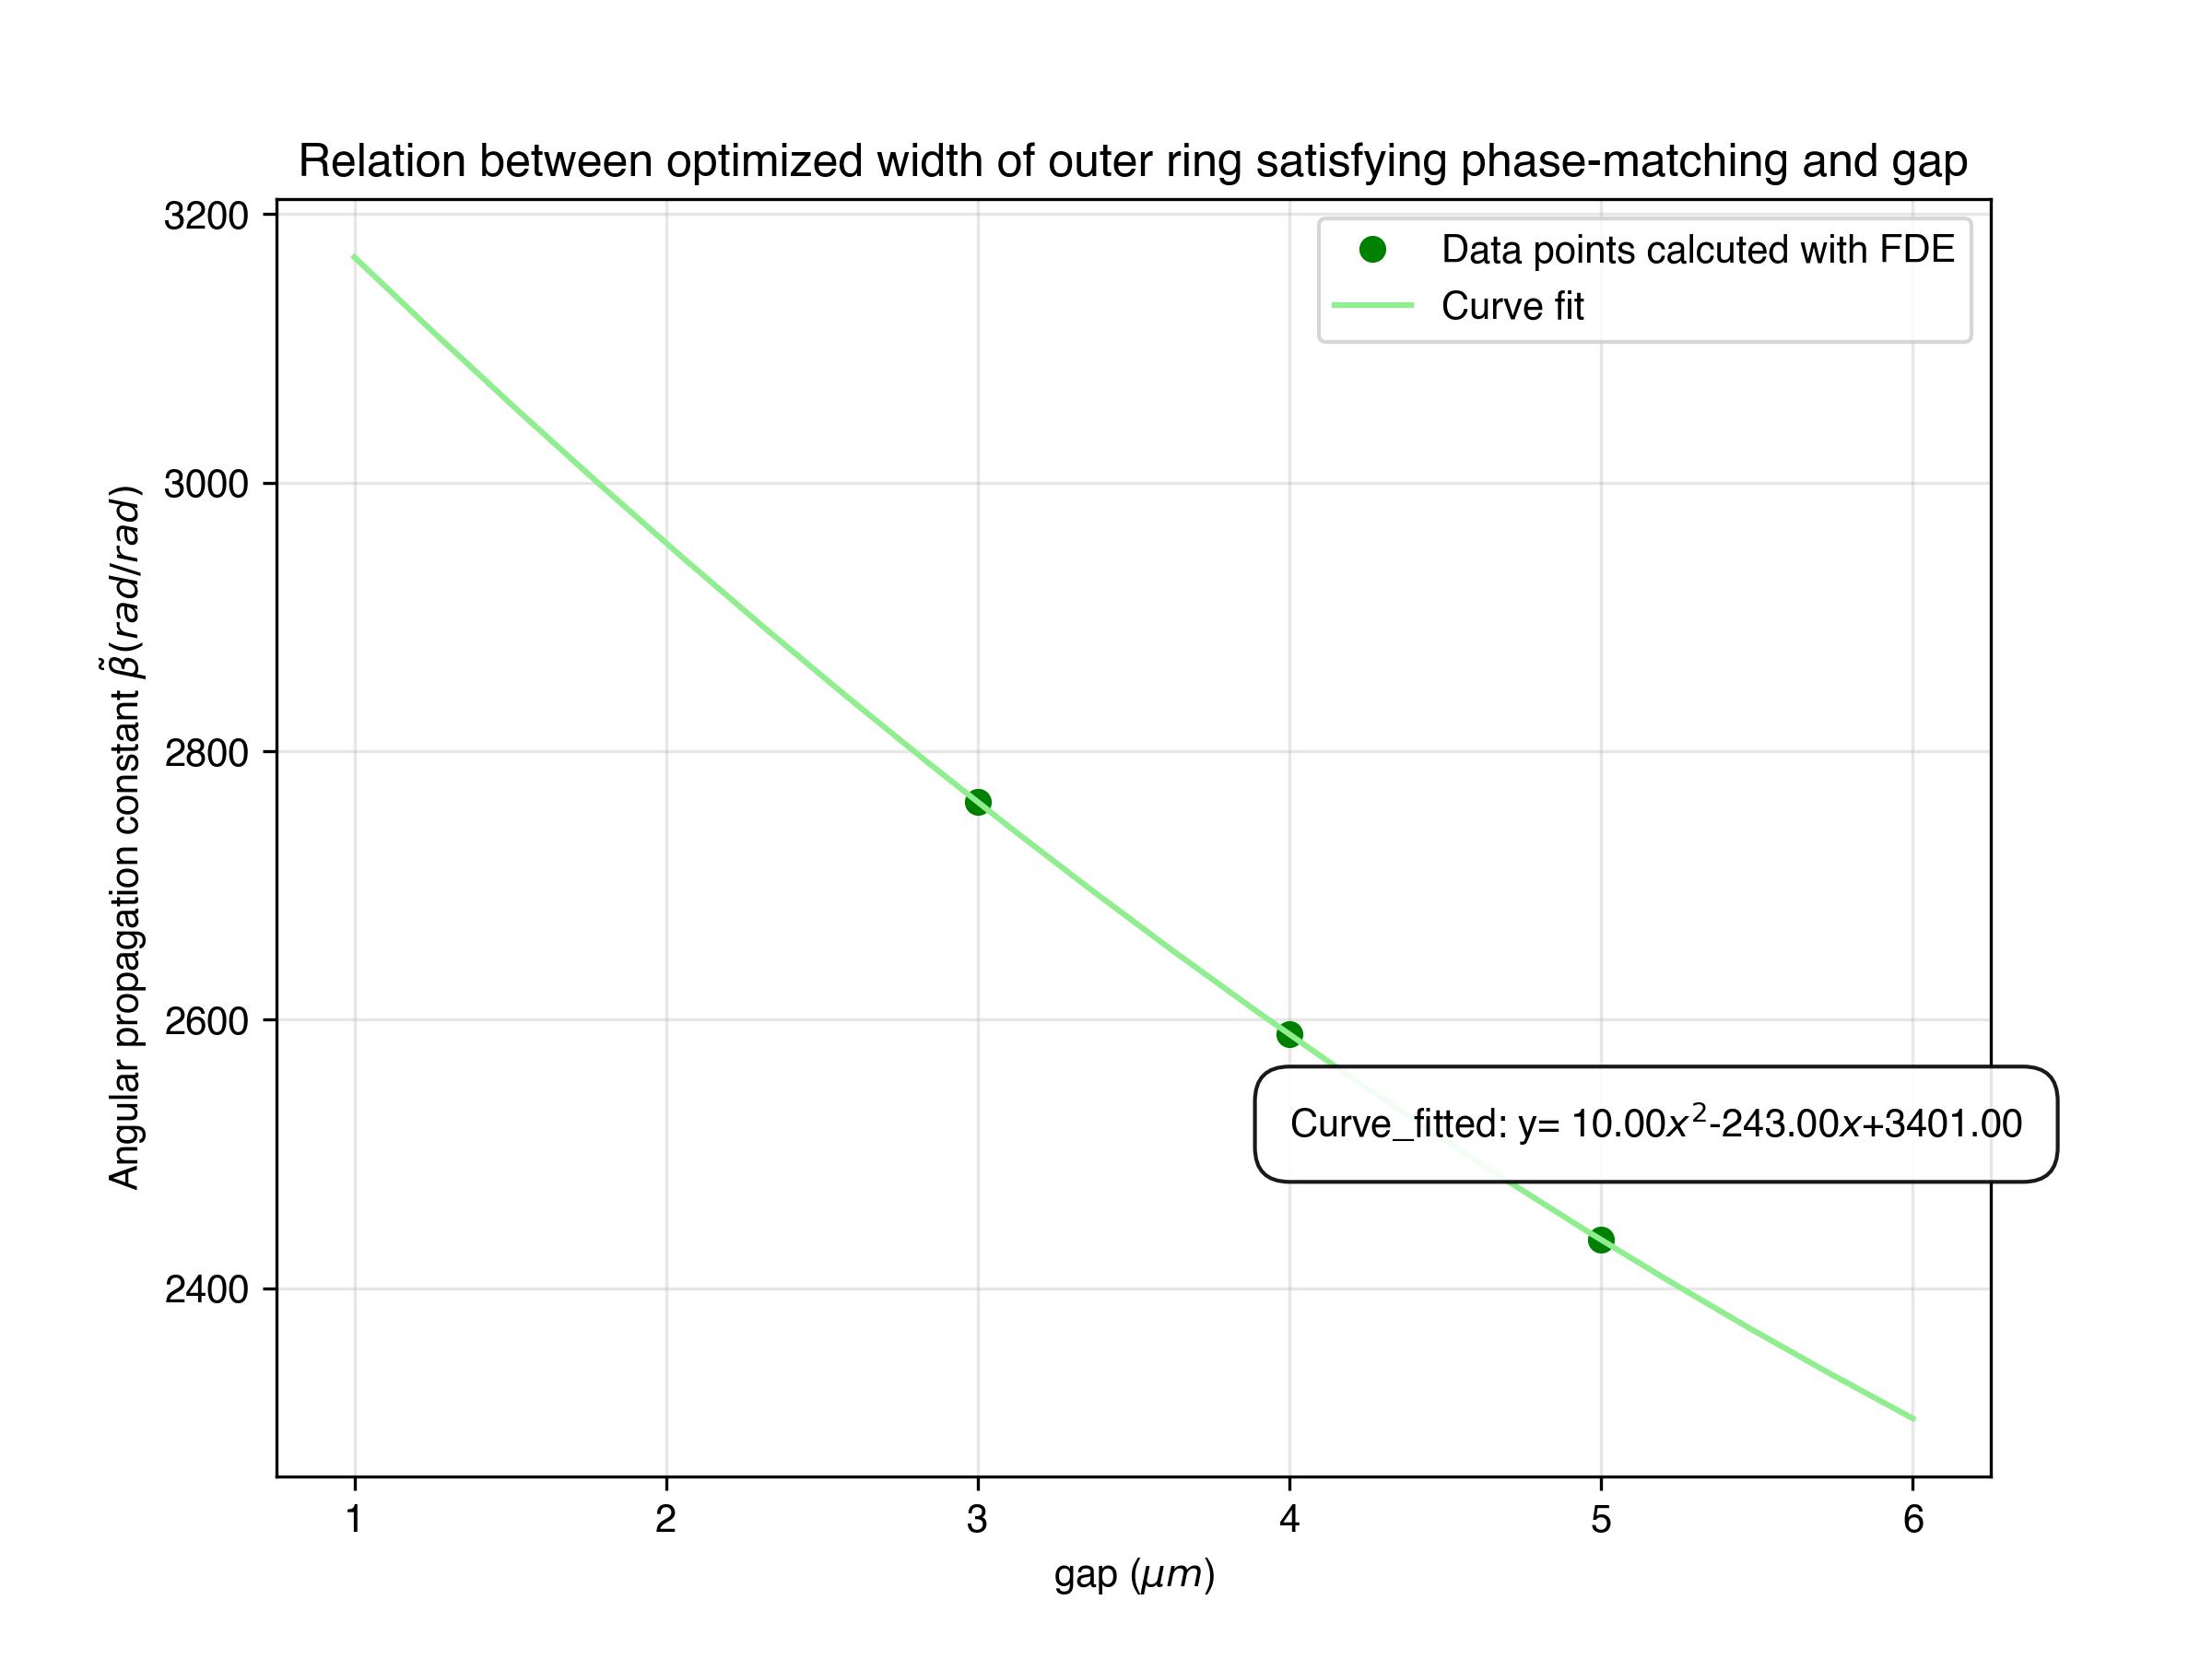 Relation between optimized width of outer ring satisfying phase-matching and gap
Data points calcuted with FDE
Curve fit
3200
3000
2800
2600
2400
Angular propagation constant β̃(rad/rad)
Curve_fitted: y= 10.00x²-243.00x+3401.00
1 2 3 4 5 6
gap (μm)